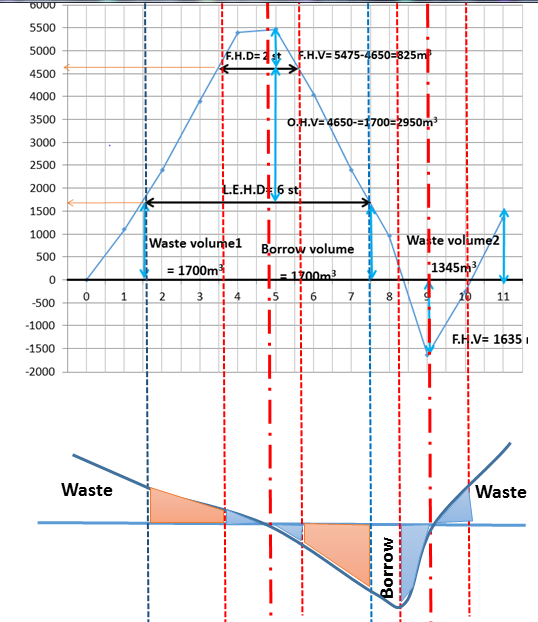 6000
5500
5000
4500
4000
3500
3000
2500
2000
1500
1000
500
0
-500
-1000
-1500
-2000
F.H.D= 2 st
F.H.V= 5475-4650=825m³
O.H.V= 4650-=1700=2950m³
L.E.H.D= 6 st
Waste volume1
= 1700m³
Borrow volume
= 1700m³
Waste volume2
1345m³
0 1 2 3 4 5 6 7 8 9 10 11
F.H.V= 1635
Waste
Waste
Borrow